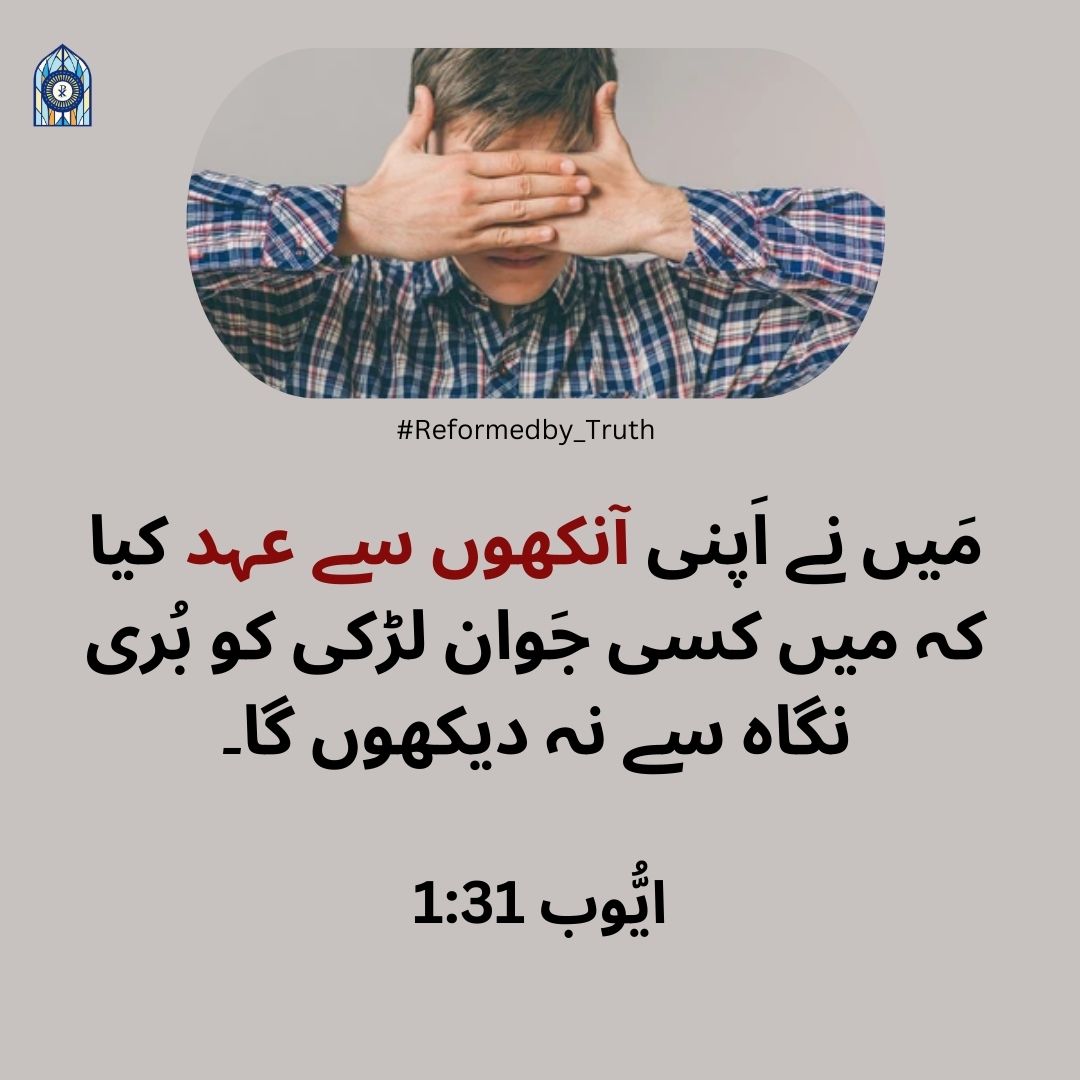 #Reformedby_Truth
مَیں نے اَپنی آنکھوں سے عہد کیا
کہ میں کسی جَوان لڑکی کو بُری
نگاہ سے نہ دیکھوں گا۔
ایُّوب 1:31